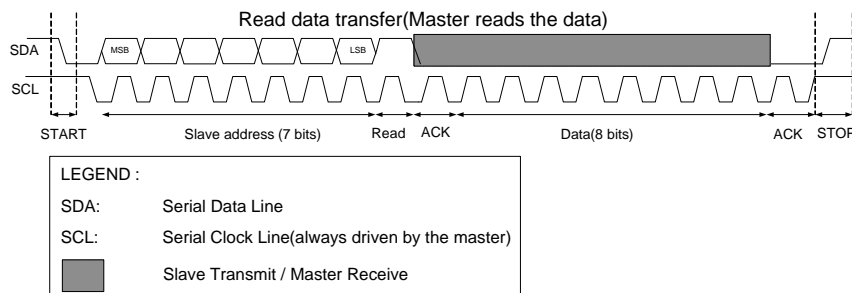 Read data transfer(Master reads the data)
SDA
MSB
LSB
SCL
START
Slave address (7 bits)
Read
ACK
Data(8 bits)
ACK
STOP
LEGEND :
SDA: Serial Data Line
SCL: Serial Clock Line(always driven by the master)
Slave Transmit / Master Receive